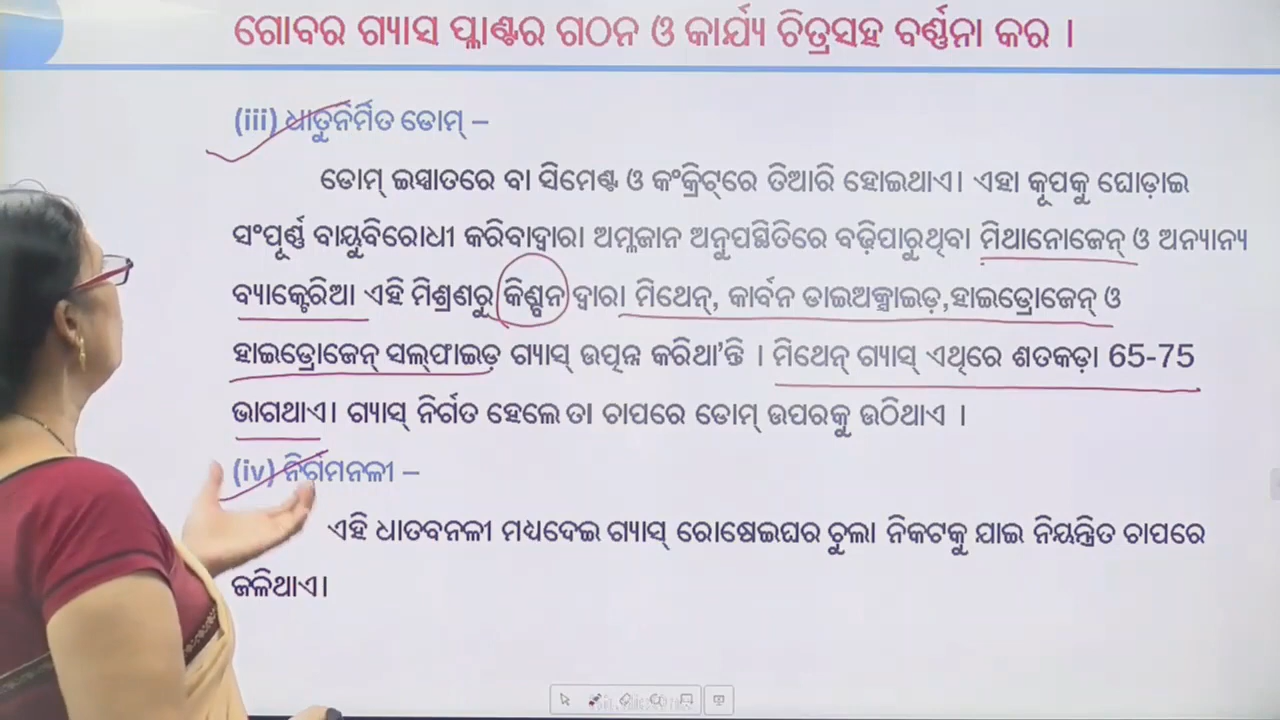 ଗୋବର ଗ୍ୟାସ ପ୍ଲାଣ୍ଟର ଗଠନ ଓ କାର୍ଯ୍ୟ ଚିତ୍ରସହ ବର୍ଣ୍ଣନା କର ।
(iii) ଧାତୁନିର୍ମିତ ଡୋମ୍ –
ଡୋମ୍ ଇସ୍ପାତରେ ବା ସିମେଣ୍ଟ ଓ କଂକ୍ରିଟ୍‌ରେ ତିଆରି ହୋଇଥାଏ। ଏହା କୂପକୁ ଘୋଡ଼ାଇ
ସଂପୂର୍ଣ୍ଣ ବାୟୁବିରୋଧୀ କରିବାଦ୍ୱାରା ଅମ୍ଳଜାନ ଅନୁପସ୍ଥିତିରେ ବଢ଼ିପାରୁଥିବା ମିଥାନୋଜେନ୍ ଓ ଅନ୍ୟାନ୍ୟ
ବ୍ୟାକ୍ଟେରିଆ ଏହି ମିଶ୍ରଣରୁ କିଣ୍ବନ ଦ୍ୱାରା ମିଥେନ୍, କାର୍ବନ ଡାଇଅକ୍ସାଇଡ଼,ହାଇଡ୍ରୋଜେନ୍ ଓ
ହାଇଡ୍ରୋଜେନ୍ ସଲ୍‌ଫାଇଡ଼ ଗ୍ୟାସ୍ ଉତ୍ପନ୍ନ କରିଥା’ନ୍ତି । ମିଥେନ୍ ଗ୍ୟାସ୍ ଏଥିରେ ଶତକଡ଼ା 65-75
ଭାଗଥାଏ। ଗ୍ୟାସ୍ ନିର୍ଗତ ହେଲେ ତା ଚାପରେ ଡୋମ୍ ଉପରକୁ ଉଠିଥାଏ ।
(iv) ନିର୍ଗମନଳୀ –
ଏହି ଧାତବନଳୀ ମଧ୍ୟଦେଇ ଗ୍ୟାସ୍ ରୋଷେଇଘର ଚୁଲା ନିକଟକୁ ଯାଇ ନିୟନ୍ତ୍ରିତ ଚାପରେ
ଜଳିଥାଏ।